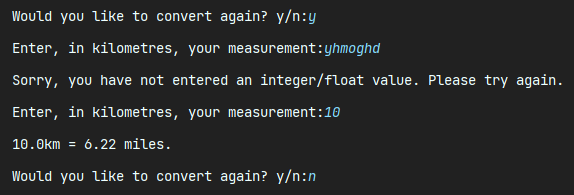 Would you like to convert again? y/n:y
Enter, in kilometres, your measurement:yhmoghd
Sorry, you have not entered an integer/float value. Please try again.
Enter, in kilometres, your measurement:10
10.0km = 6.22 miles.
Would you like to convert again? y/n:n